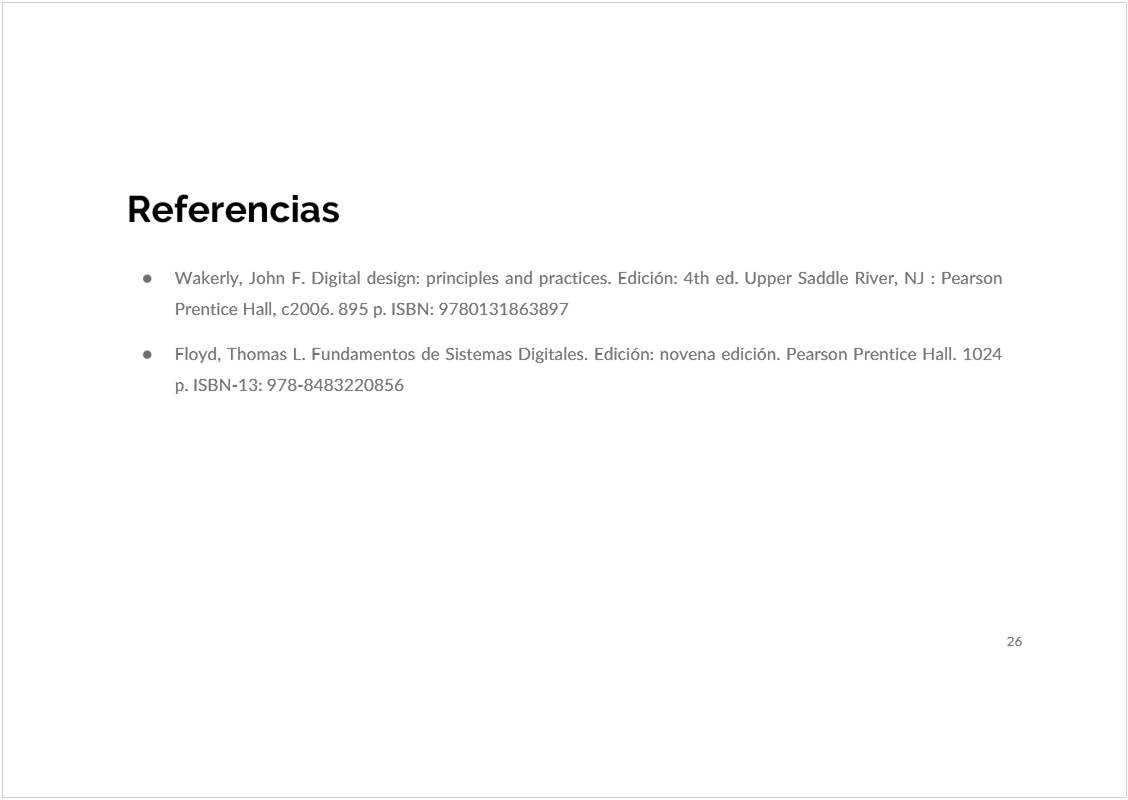 Referencias
● Wakerly, John F. Digital design: principles and practices. Edición: 4th ed. Upper Saddle River, NJ : Pearson
Prentice Hall, c2006. 895 p. ISBN: 9780131863897
● Floyd, Thomas L. Fundamentos de Sistemas Digitales. Edición: novena edición. Pearson Prentice Hall. 1024
p. ISBN-13: 978-8483220856
26